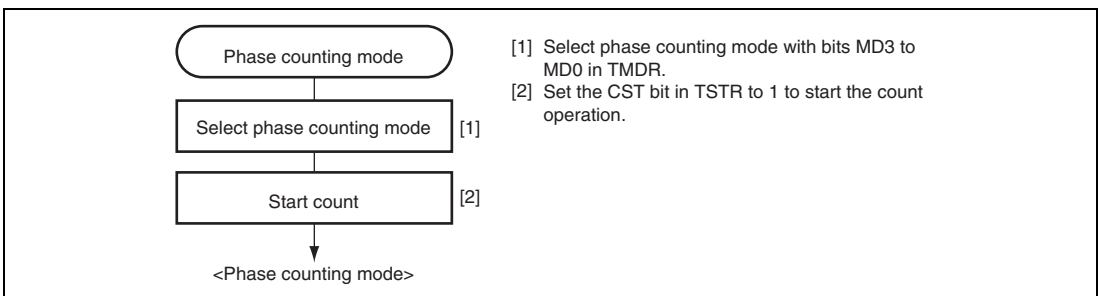 Phase counting mode
Select phase counting mode [1]
Start count [2]
<Phase counting mode>
[1] Select phase counting mode with bits MD3 to
MD0 in TMDR.
[2] Set the CST bit in TSTR to 1 to start the count
operation.